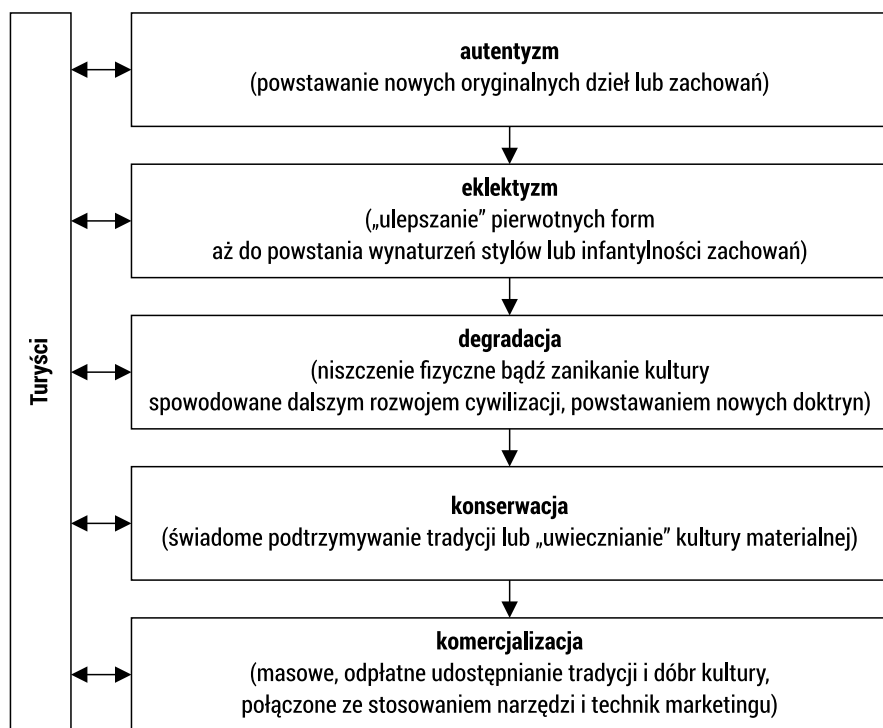 Turyści
autentyzm
(powstawanie nowych oryginalnych dzieł lub zachowań)
eklektyzm
(„ulepszanie” pierwotnych form
aż do powstania wynaturzeń stylów lub infantylności zachowań)
degradacja
(niszczenie fizyczne bądź zanikanie kultury
spowodowane dalszym rozwojem cywilizacji, powstawaniem nowych doktryn)
konserwacja
(świadome podtrzymywanie tradycji lub „uwiecznianie” kultury materialnej)
komercjalizacja
(masowe, odpłatne udostępnianie tradycji i dóbr kultury,
połączone ze stosowaniem narzędzi i technik marketingu)